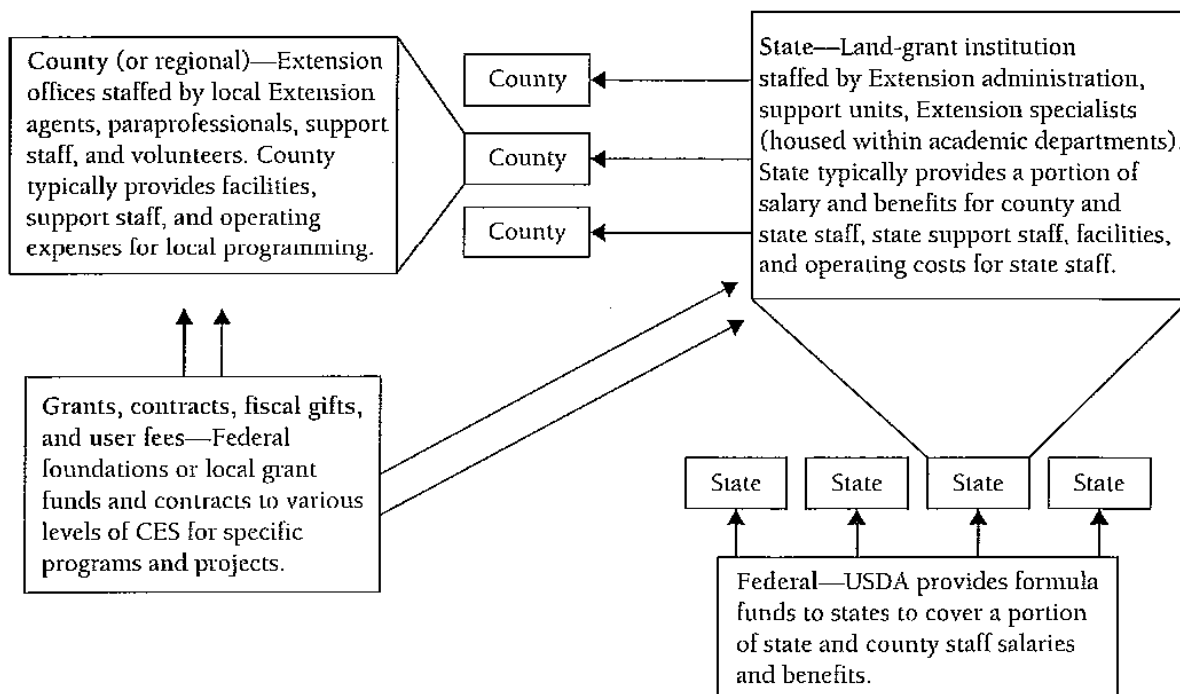 County (or regional)—Extension
offices staffed by local Extension
agents, paraprofessionals, support
staff, and volunteers. County
typically provides facilities,
support staff, and operating
expenses for local programming.
County
County
County
State—Land-grant institution
staffed by Extension administration,
support units, Extension specialists
(housed within academic departments).
State typically provides a portion of
salary and benefits for county and
state staff, state support staff, facilities,
and operating costs for state staff.
Grants, contracts, fiscal gifts,
and user fees—Federal
foundations or local grant
funds and contracts to various
levels of CES for specific
programs and projects.
State
State
State
State
Federal—USDA provides formula
funds to states to cover a portion
of state and county staff salaries
and benefits.